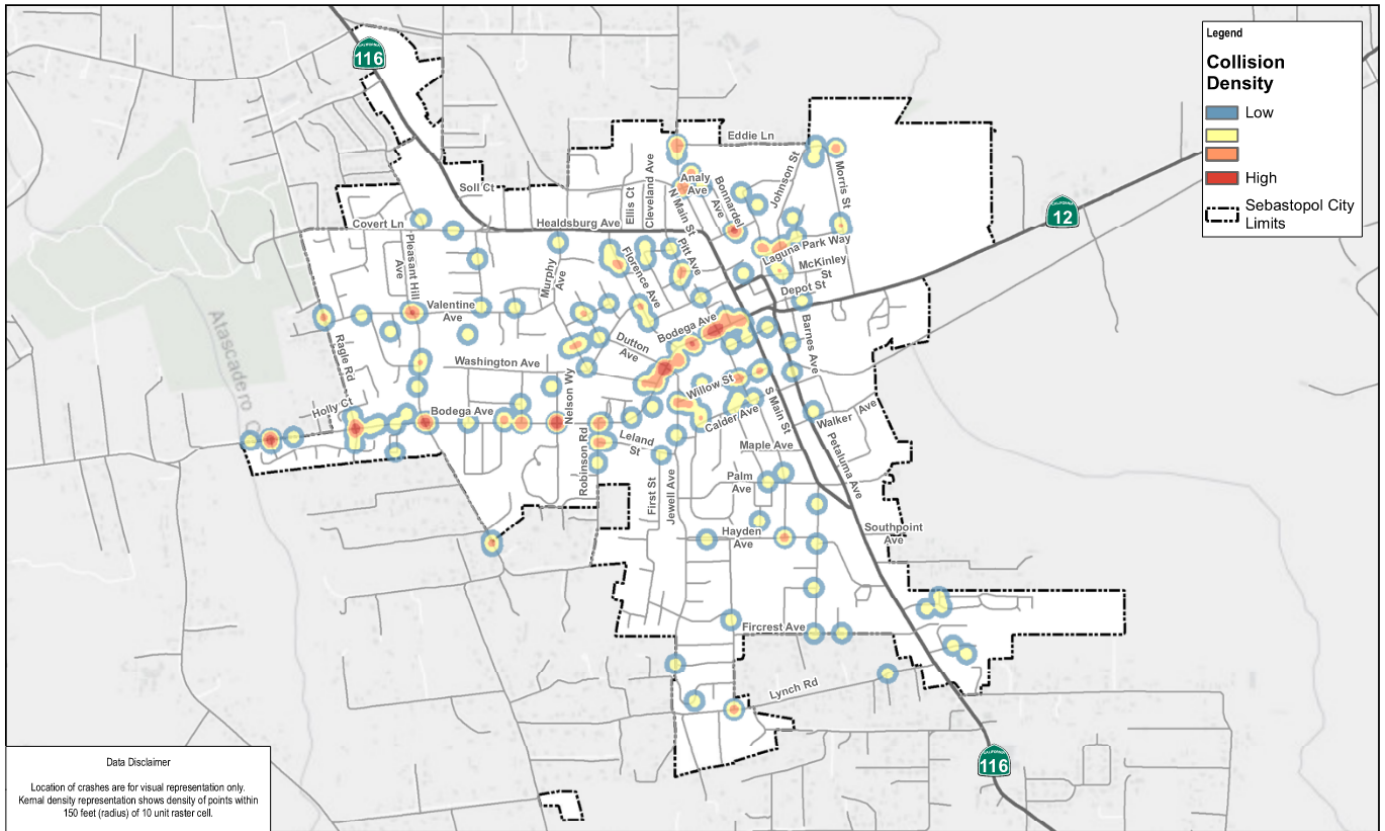 Legend
Collision
Density
Low
High
Sebastopol City
Limits
CALIFORNIA
116
Eddie Ln
Cleveland Ave
Ellis Ct
Analy
Ave
N Main St
Bonnardel
Ave
Johnson St
Morris St
Soll Ct
CALIFORNIA
12
Covert Ln
Healdsburg Ave
Pleasant Hill
Ave
Murphy
Ave
Florence Ave
Pitt Ave
Laguna Park Way
McKinley
St
Depot St
Valentine
Ave
Bodega Ave
Barnes Ave
Ragle Rd
Atascadero C
Washington Ave
Dutton
Ave
Nelson Wy
Willow St
S Main St
Holly Ct
Bodega Ave
Calder Ave
Walker Ave
Robinson Rd
Leland
St
Maple Ave
Petaluma Ave
First St
Jewell Ave
Palm
Ave
Hayden
Ave
Southpoint
Ave
Fircrest Ave
Lynch Rd
CALIFORNIA
116
Data Disclaimer
Location of crashes are for visual representation only.
Kernal density representation shows density of points within
150 feet (radius) of 10 unit raster cell.